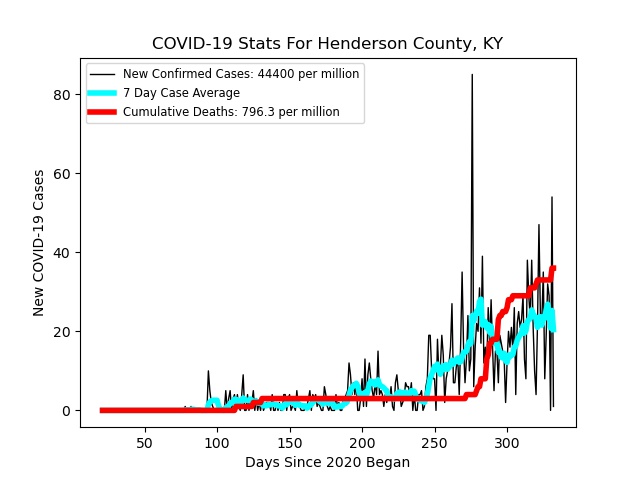 COVID-19 Stats For Henderson County, KY
New Confirmed Cases: 44400 per million
7 Day Case Average
Cumulative Deaths: 796.3 per million
New COVID-19 Cases
80
60
40
20
0
50 100 150 200 250 300
Days Since 2020 Began